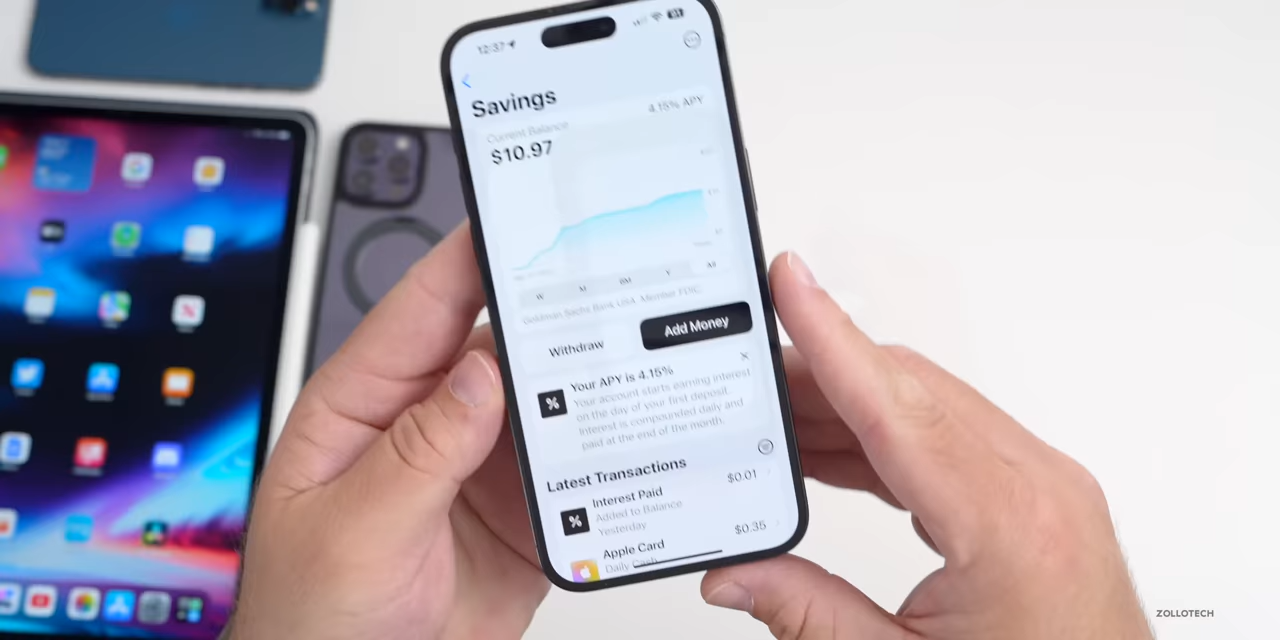 12:37
Savings
4.15% APY
Current Balance
$10.97
W M 6M Y All
Goldman Sachs Bank USA. Member FDIC.
Withdraw
Add Money
Your APY is 4.15%
Your account starts earning interest
on the day of your first deposit
Interest is compounded daily and
paid at the end of the month.
Latest Transactions
Interest Paid
$0.01
Added to Balance
Yesterday
Apple Card
$0.35
Daily Cash
ZOLLOTECH